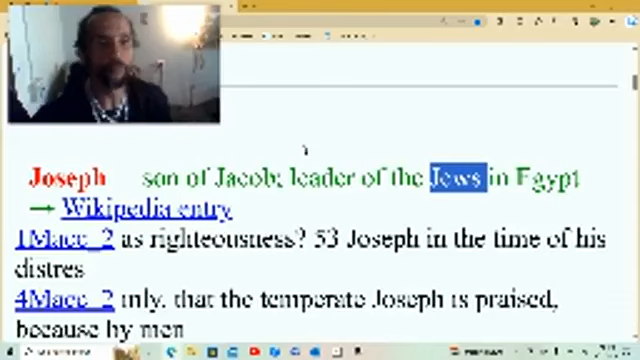 Joseph son of Jacob; leader of the Jews in Egypt
→ Wikipedia entry
1Macc_2 as righteousness? 53 Joseph in the time of his
distres
4Macc_2 mly. that the temperate Joseph is praised,
because by men